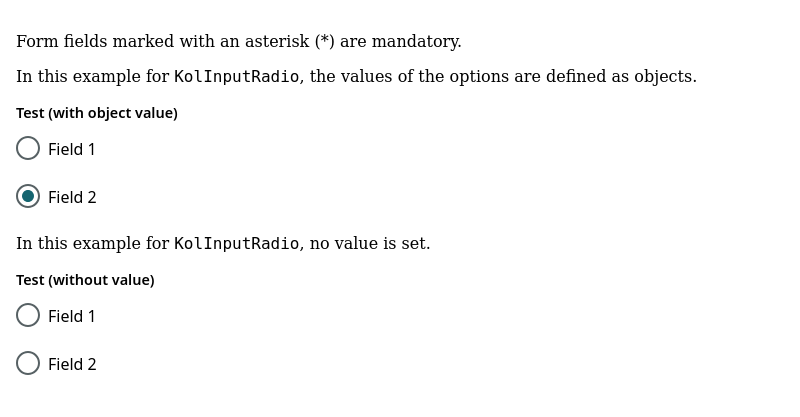 Form fields marked with an asterisk (*) are mandatory.
In this example for KolInputRadio, the values of the options are defined as objects.
Test (with object value)
Field 1
Field 2
In this example for KolInputRadio, no value is set.
Test (without value)
Field 1
Field 2